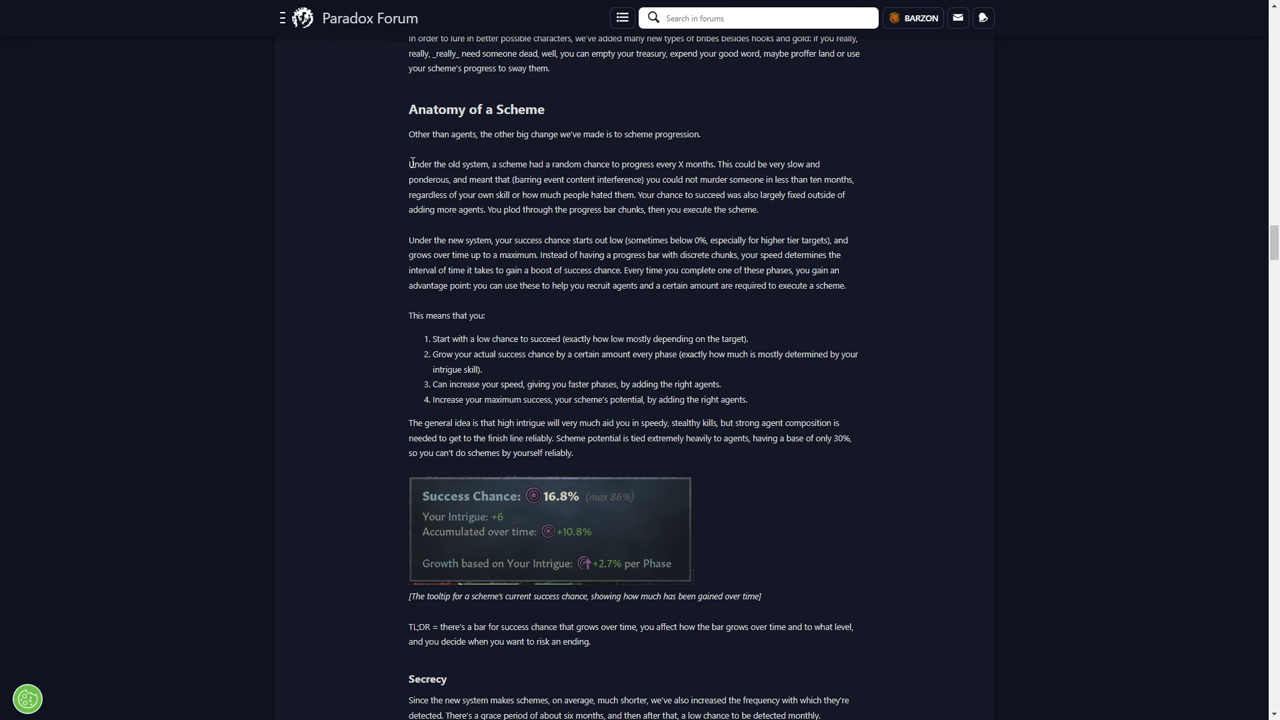 Paradox Forum
Search in forums
BARZON
In order to lure in better possible characters, we've added many new types of bribes besides hooks and gold: if you really,
really, _really_ need someone dead, well, you can empty your treasury, expend your good word, maybe proffer land or use
your scheme's progress to sway them.
Anatomy of a Scheme
Other than agents, the other big change we've made is to scheme progression.
Under the old system, a scheme had a random chance to progress every X months. This could be very slow and
ponderous, and meant that (barring event content interference) you could not murder someone in less than ten months,
regardless of your own skill or how much people hated them. Your chance to succeed was also largely fixed outside of
adding more agents. You plod through the progress bar chunks, then you execute the scheme.
Under the new system, your success chance starts out low (sometimes below 0%, especially for higher tier targets), and
grows over time up to a maximum. Instead of having a progress bar with discrete chunks, your speed determines the
interval of time it takes to gain a boost of success chance. Every time you complete one of these phases, you gain an
advantage point: you can use these to help you recruit agents and a certain amount are required to execute a scheme.
This means that you:
1. Start with a low chance to succeed (exactly how low mostly depending on the target).
2. Grow your actual success chance by a certain amount every phase (exactly how much is mostly determined by your
intrigue skill).
3. Can increase your speed, giving you faster phases, by adding the right agents.
4. Increase your maximum success, your scheme's potential, by adding the right agents.
The general idea is that high intrigue will very much aid you in speedy, stealthy kills, but strong agent composition is
needed to get to the finish line reliably. Scheme potential is tied extremely heavily to agents, having a base of only 30%,
so you can't do schemes by yourself reliably.
Success Chance: 16.8% (max 86%)
Your Intrigue: +6
Accumulated over time: +10.8%
Growth based on Your Intrigue: +2.7% per Phase
[The tooltip for a scheme's current success chance, showing how much has been gained over time]
TL;DR = there's a bar for success chance that grows over time, you affect how the bar grows over time and to what level,
and you decide when you want to risk an ending.
Secrecy
Since the new system makes schemes, on average, much shorter, we've also increased the frequency with which they're
detected. There's a grace period of about six months, and then after that, a low chance to be detected monthly.